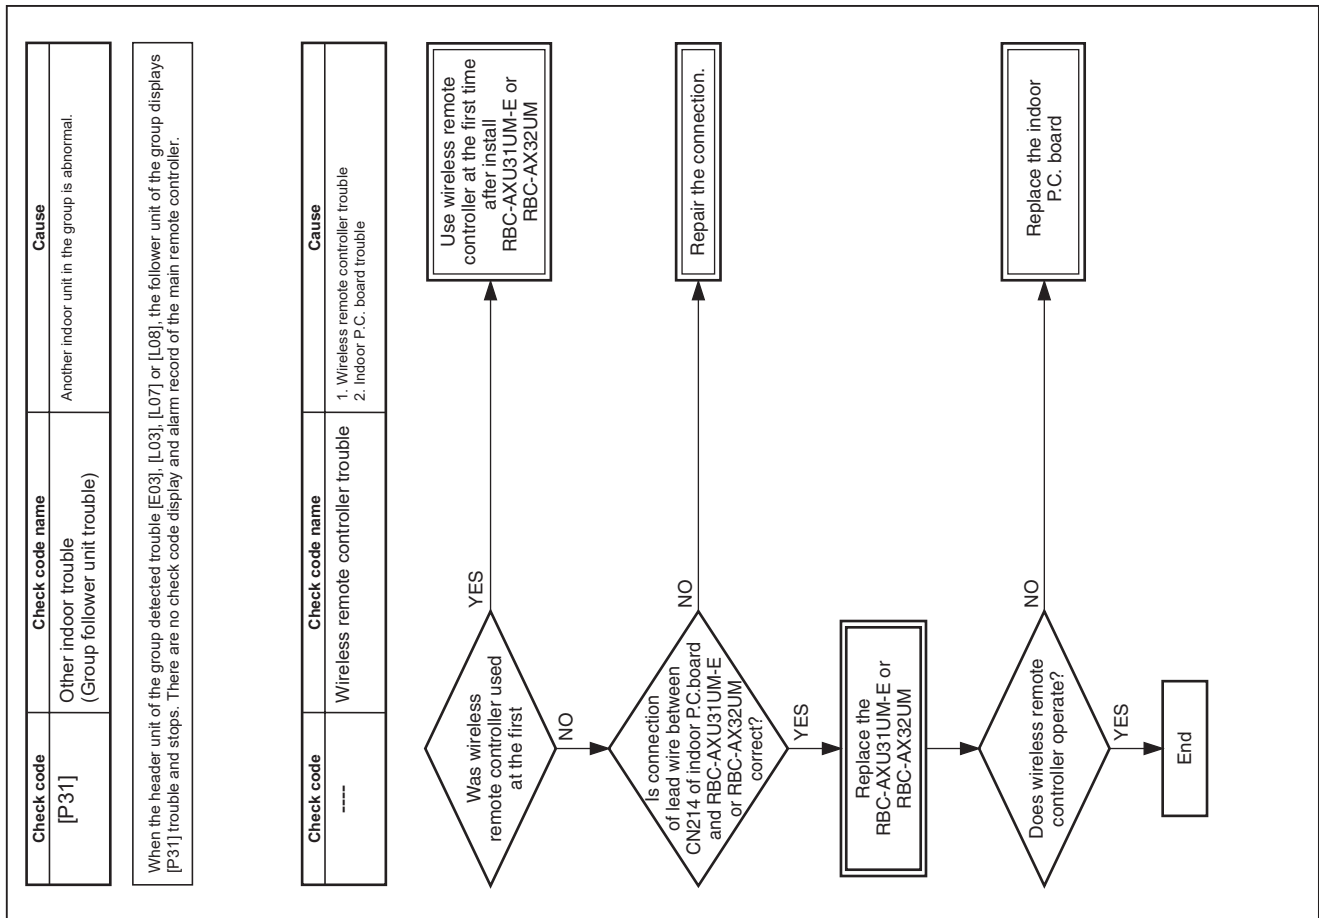 Check code
Check code name
Cause
[P31]
Other indoor trouble
(Group follower unit trouble)
Another indoor unit in the group is abnormal.
When the header unit of the group detected trouble [E03], [L03], [L07] or [L08], the follower unit of the group displays
[P31] trouble and stops. There are no check code display and alarm record of the main remote controller.
Check code
Check code name
Cause
----
Wireless remote controller trouble
1. Wireless remote controller trouble
2. Indoor P.C. board trouble
Was wireless
remote controller used
at the first
YES
Use wireless remote
controller at the first time
after install
RBC-AXU31UM-E or
RBC-AX32UM
NO
Is connection
of lead wire between
CN214 of indoor P.C.board
and RBC-AXU31UM-E
or RBC-AX32UM
correct?
NO
Repair the connection.
YES
Replace the
RBC-AXU31UM-E or
RBC-AX32UM
Does wireless remote
controller operate?
NO
Replace the indoor
P.C. board
YES
End